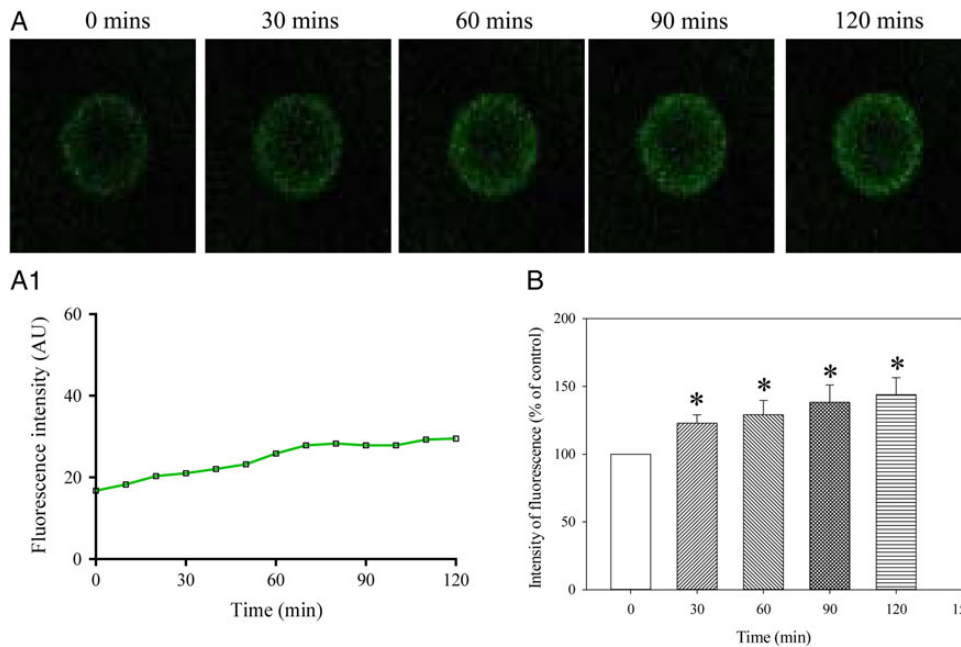 A
0 mins 30 mins 60 mins 90 mins 120 mins
A1
Fluorescence intensity (AU)
60
40
20
0
0 30 60 90 120
Time (min)
B
Intensity of fluorescence (% of control)
200
150
100
50
0
* * * *
0 30 60 90 120 15
Time (min)